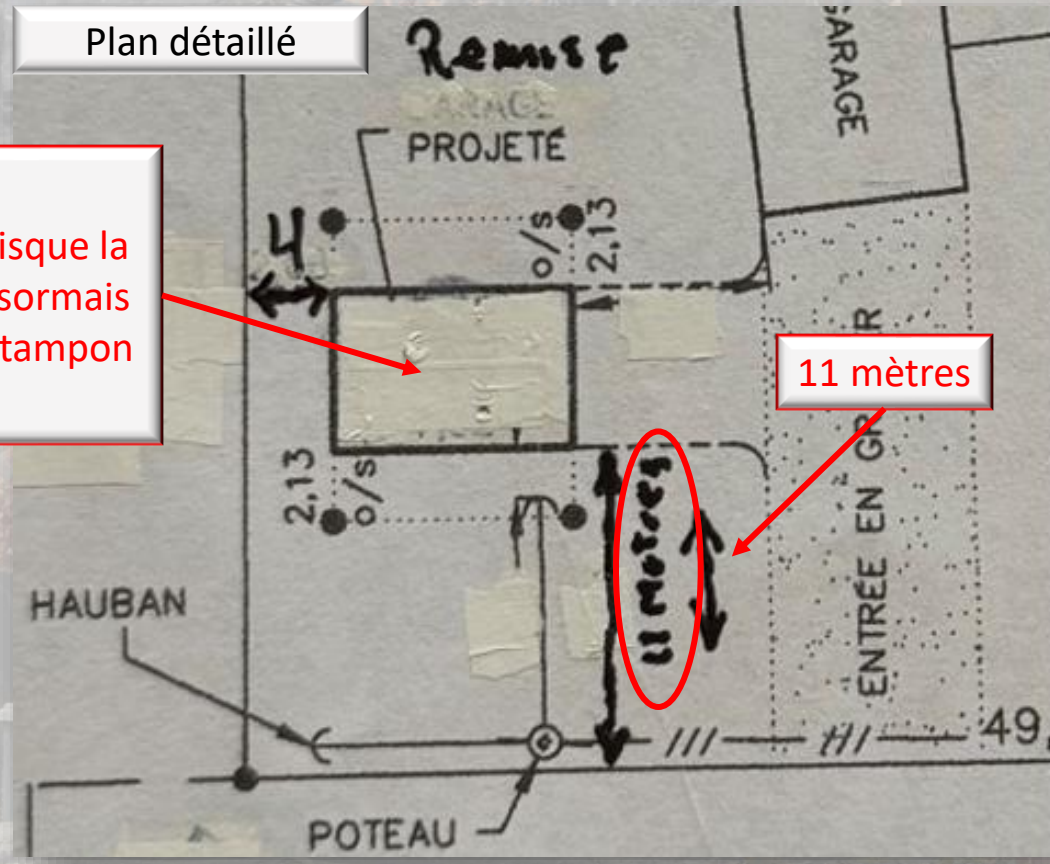 Plan détaillé
Remise
GARAGE
PROJETÉ
GARAGE
isque la
sormais
tampon
4
o/s
2,13
11 mètres
2,13
o/s
11 Metres
ENTRÉE EN GR R
HAUBAN
49,
POTEAU